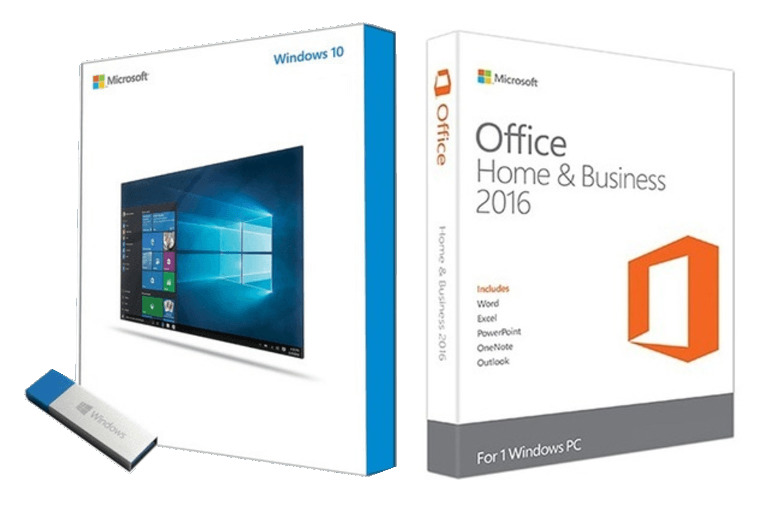 Microsoft
Windows 10
Windows
Office
Home & Business 2016
Microsoft
Office
Home & Business
2016
Includes
Word
Excel
PowerPoint
OneNote
Outlook
For 1 Windows PC